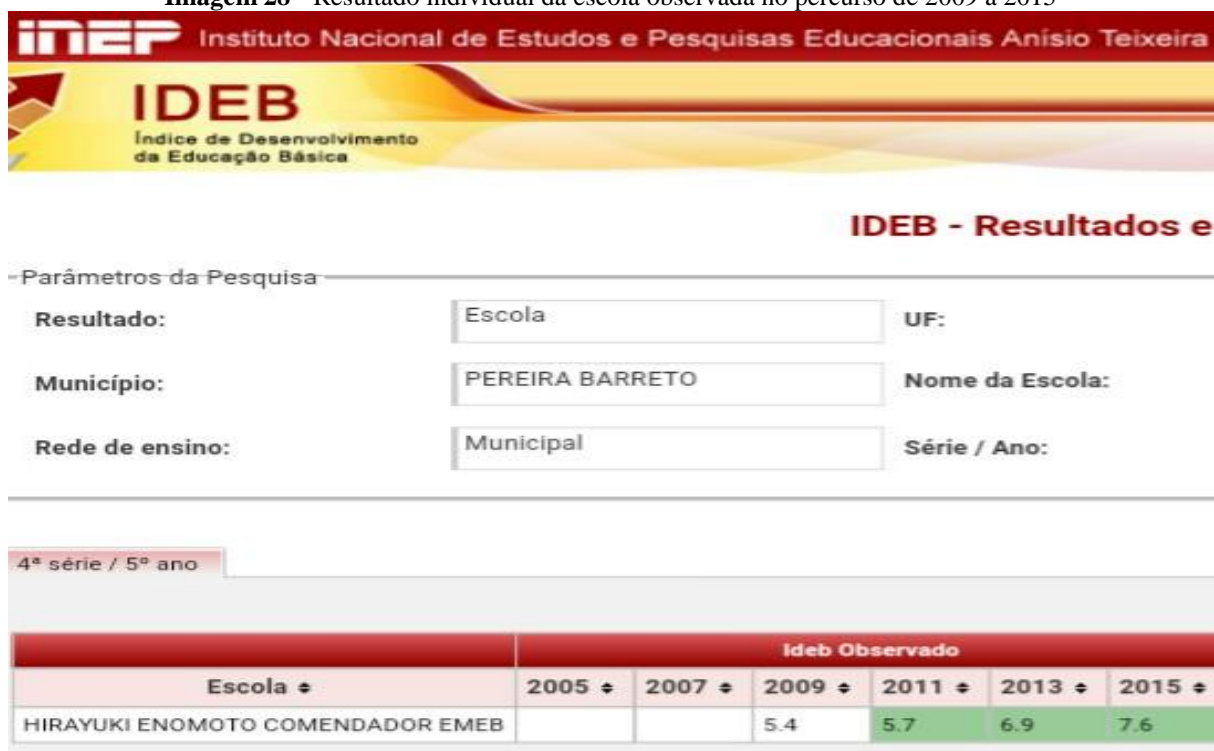 Imagem 28 - Resultado individual da escola observada no percurso de 2009 a 2015
inep Instituto Nacional de Estudos e Pesquisas Educacionais Anísio Teixeira
IDEB
Índice de Desenvolvimento
da Educação Básica
IDEB - Resultados e
Parâmetros da Pesquisa
Resultado: Escola UF:
Município: PEREIRA BARRETO Nome da Escola:
Rede de ensino: Municipal Série / Ano:
4ª série / 5º ano
Ideb Observado
Escola 2005 2007 2009 2011 2013 2015
HIRAYUKI ENOMOTO COMENDADOR EMEB 5.4 5.7 6.9 7.6